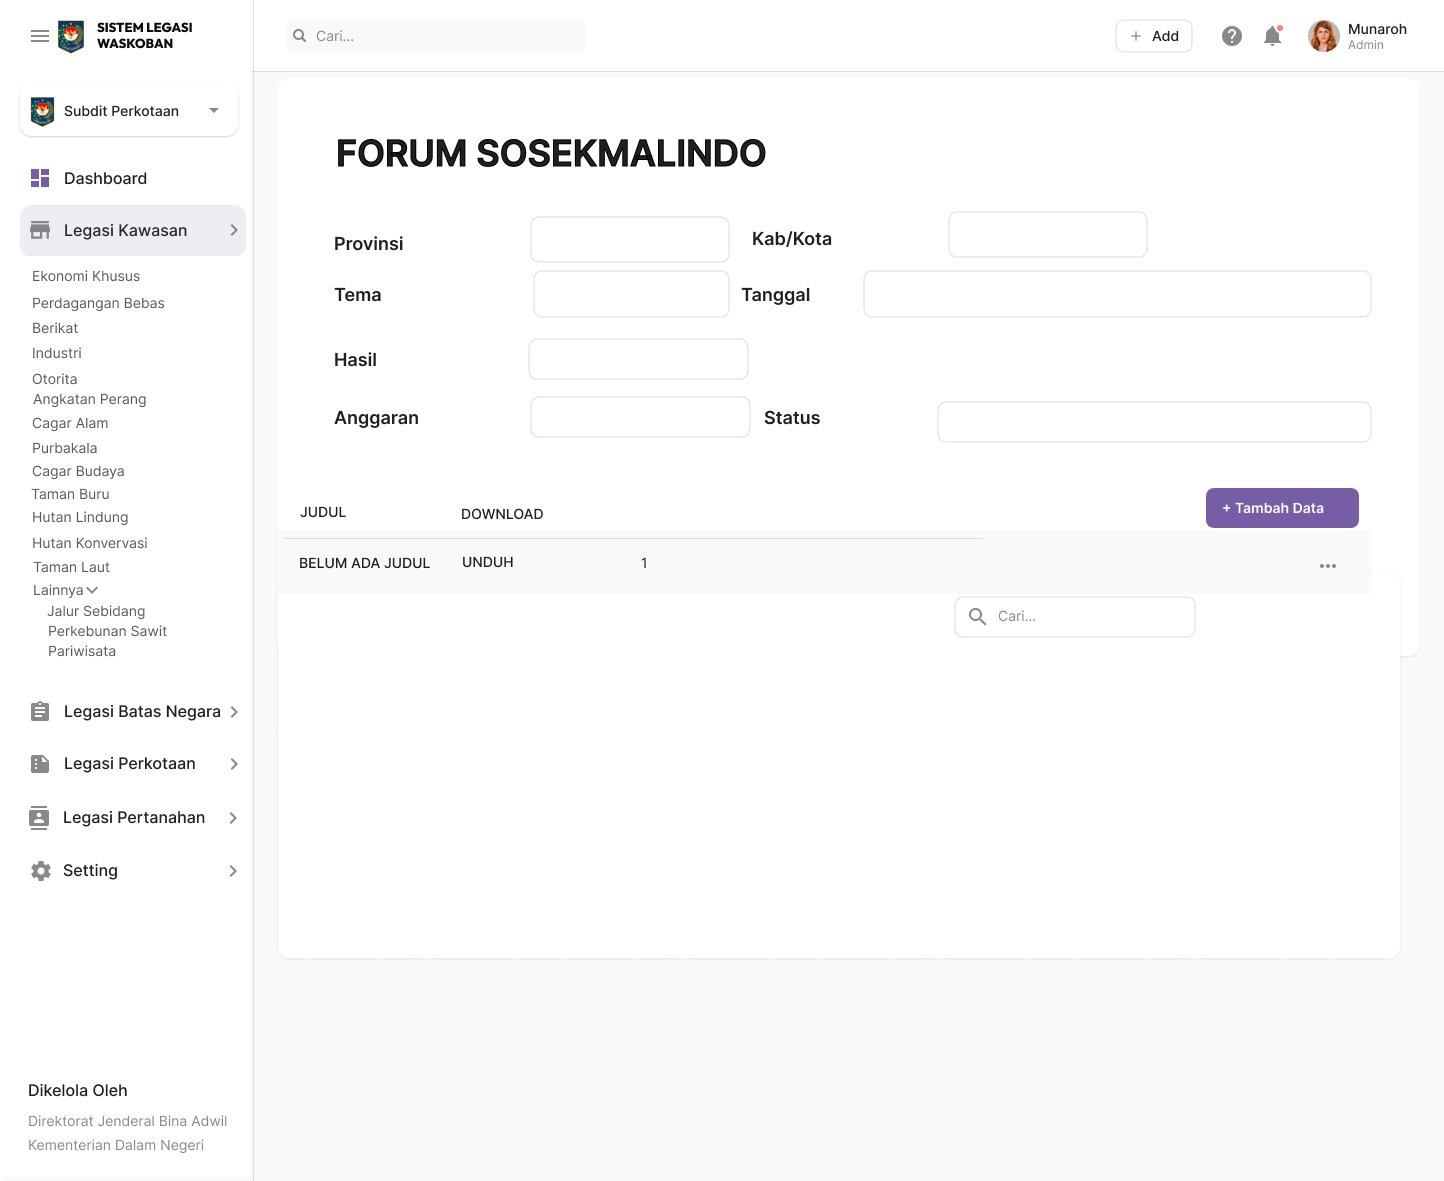 SISTEM LEGASI
WASKOBAN
Cari...
+ Add
Munaroh
Admin
Subdit Perkotaan
Dashboard
Legasi Kawasan
Ekonomi Khusus
Perdagangan Bebas
Berikat
Industri
Otorita
Angkatan Perang
Cagar Alam
Purbakala
Cagar Budaya
Taman Buru
Hutan Lindung
Hutan Konvervasi
Taman Laut
Lainnya
Jalur Sebidang
Perkebunan Sawit
Pariwisata
Legasi Batas Negara
Legasi Perkotaan
Legasi Pertanahan
Setting
Dikelola Oleh
Direktorat Jenderal Bina Adwil
Kementerian Dalam Negeri
FORUM SOSEKMALINDO
Provinsi
Kab/Kota
Tema
Tanggal
Hasil
Anggaran
Status
+ Tambah Data
JUDUL DOWNLOAD
BELUM ADA JUDUL UNDUH 1
Cari...